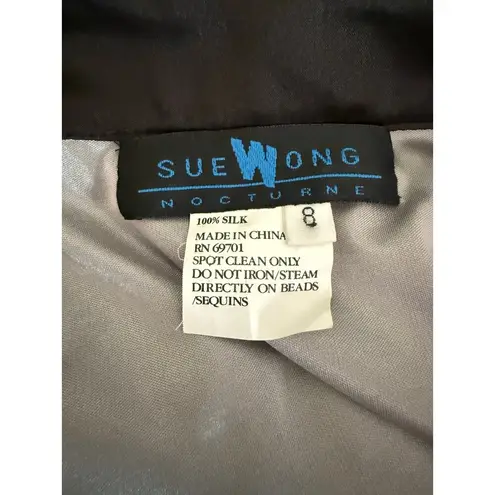 SUE WONG
NOCTURNE
8
100% SILK
MADE IN CHINA
RN 69701
SPOT CLEAN ONLY
DO NOT IRON/STEAM
DIRECTLY ON BEADS
/SEQUINS